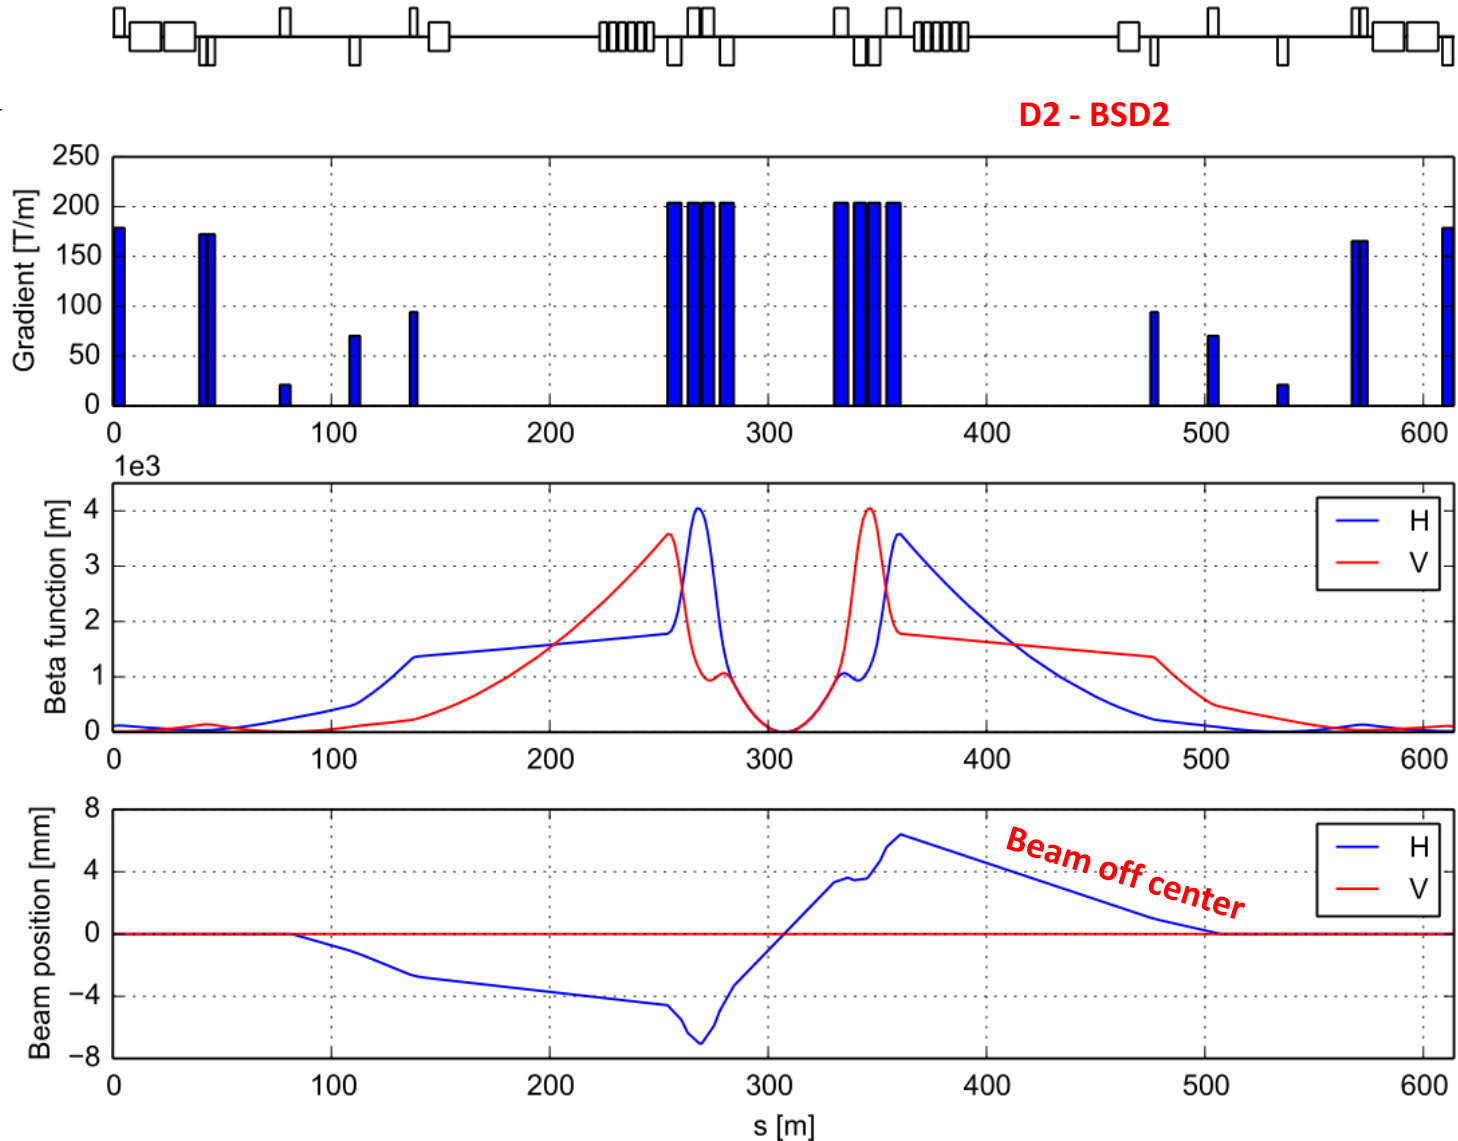 D2 - BSD2
250
200
150
100
50
0
Gradient [T/m]
0 100 200 300 400 500 600
1e3
4
3
2
1
0
Beta function [m]
H
V
0 100 200 300 400 500 600
8
4
0
−4
−8
Beam position [mm]
Beam off center
H
V
0 100 200 300 400 500 600
s [m]